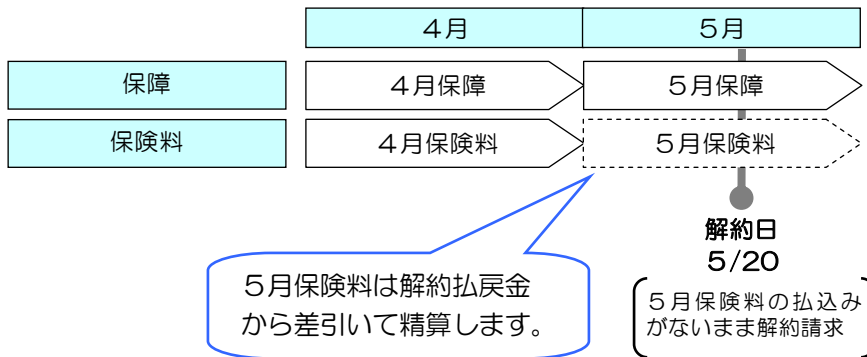 4月
5月
保障
4月保障
5月保障
保険料
4月保険料
5月保険料
解約日
5/20
5月保険料は解約払戻金
から差引いて精算します。
5月保険料の払込み
がないまま解約請求